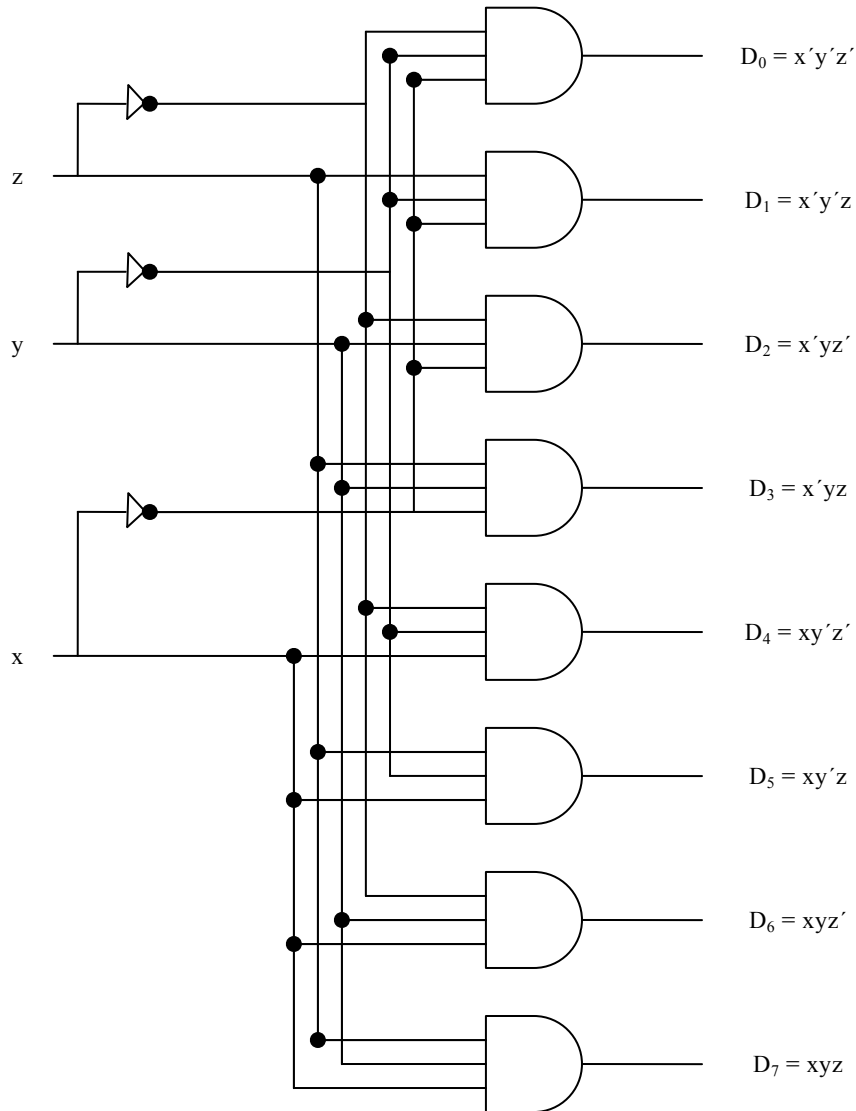 D₀ = x´y´z´
z
D₁ = x´y´z
y
D₂ = x´yz´
D₃ = x´yz
D₄ = xy´z´
x
D₅ = xy´z
D₆ = xyz´
D₇ = xyz